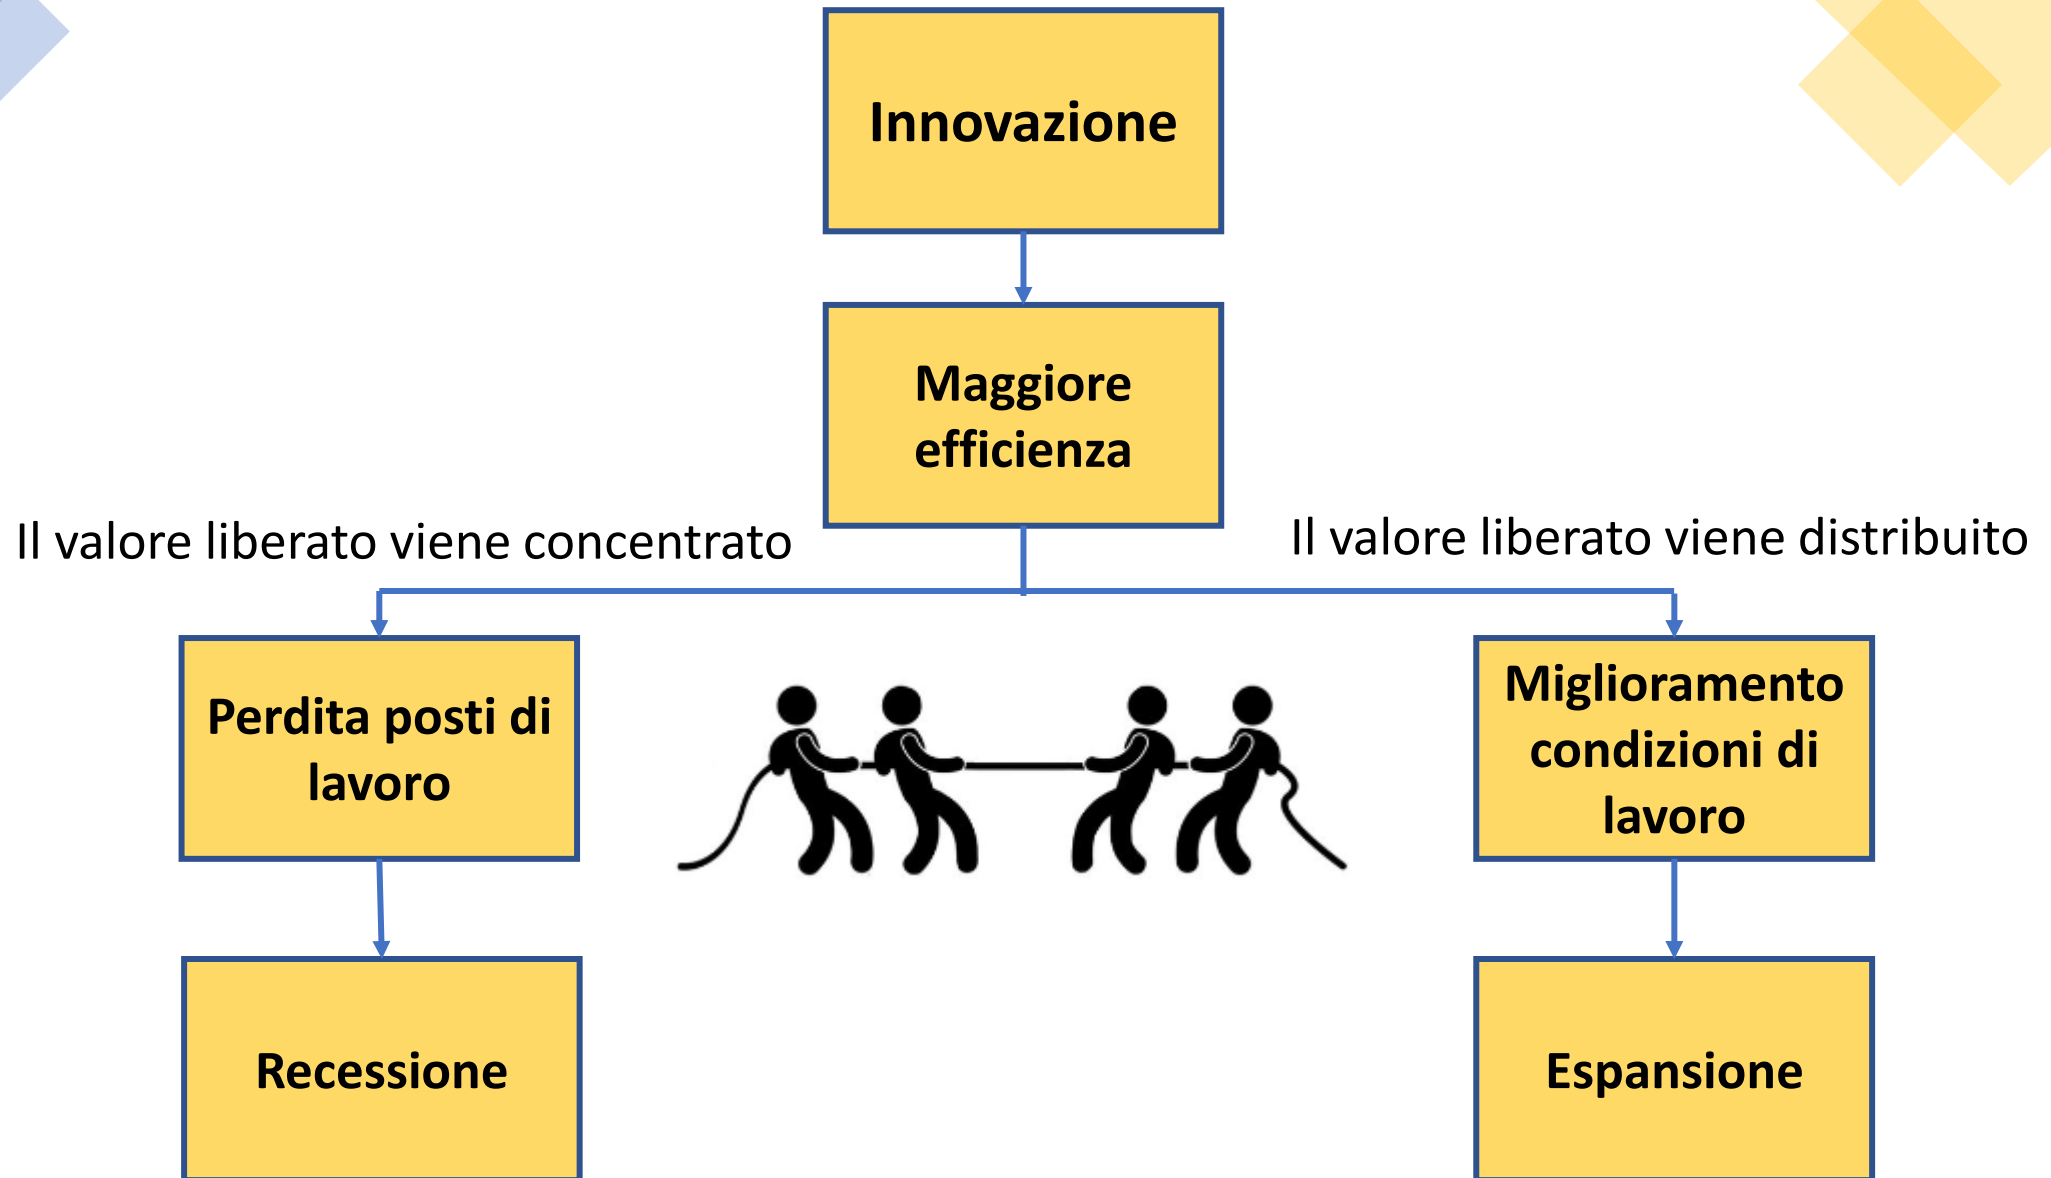 Innovazione
Maggiore
efficienza
Il valore liberato viene concentrato
Il valore liberato viene distribuito
Perdita posti di
lavoro
Miglioramento
condizioni di
lavoro
Recessione
Espansione